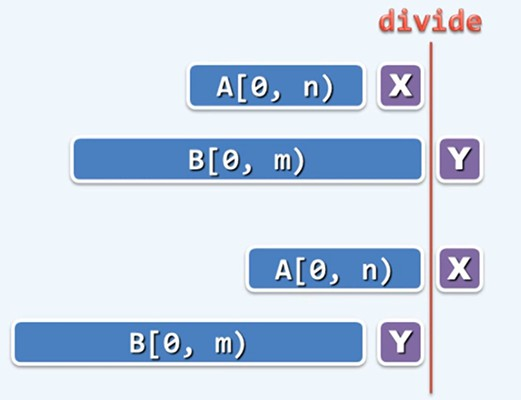 divide
A[0, n) X
B[0, m) Y
A[0, n) X
B[0, m) Y